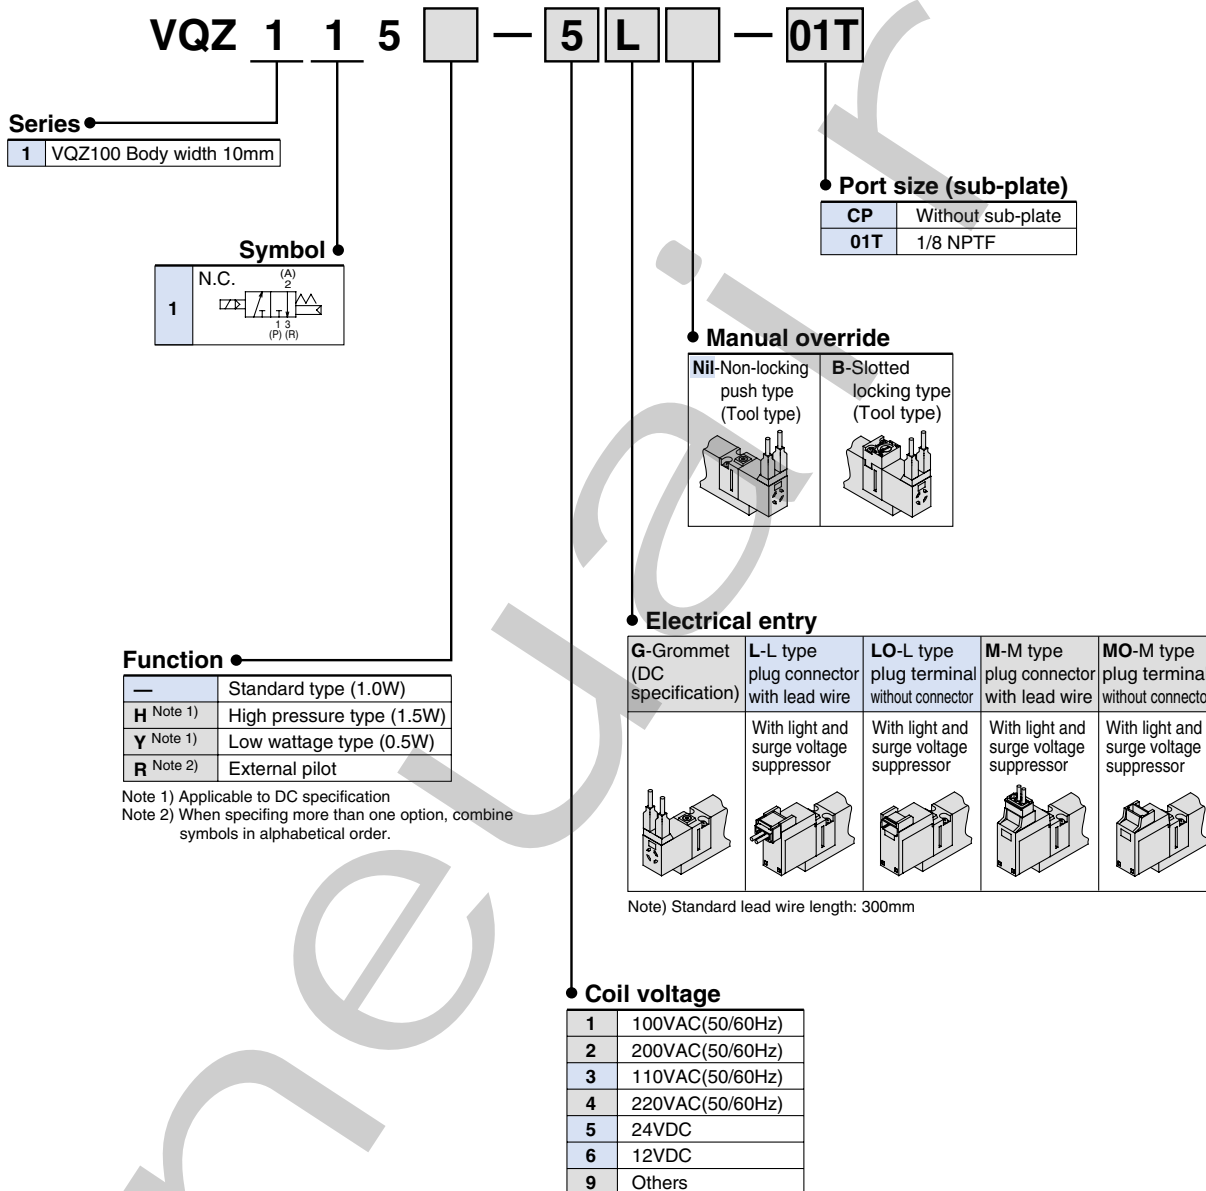 VQZ 1 1 5 — 5 L — 01T
Series
1 VQZ100 Body width 10mm
Port size (sub-plate)
CP Without sub-plate
01T 1/8 NPTF
Symbol
1
N.C.
(A)
2
1 3
(P) (R)
Manual override
Nil-Non-locking
push type
(Tool type)
B-Slotted
locking type
(Tool type)
Electrical entry
G-Grommet
(DC
specification)
L-L type
plug connector
with lead wire
LO-L type
plug terminal
without connector
M-M type
plug connector
with lead wire
MO-M type
plug termina
without connecto
With light and
surge voltage
suppressor
With light and
surge voltage
suppressor
With light and
surge voltage
suppressor
With light and
surge voltage
suppressor
Note) Standard lead wire length: 300mm
Function
— Standard type (1.0W)
H Note 1) High pressure type (1.5W)
Y Note 1) Low wattage type (0.5W)
R Note 2) External pilot
Note 1) Applicable to DC specification
Note 2) When specifing more than one option, combine
symbols in alphabetical order.
Coil voltage
1 100VAC(50/60Hz)
2 200VAC(50/60Hz)
3 110VAC(50/60Hz)
4 220VAC(50/60Hz)
5 24VDC
6 12VDC
9 Others